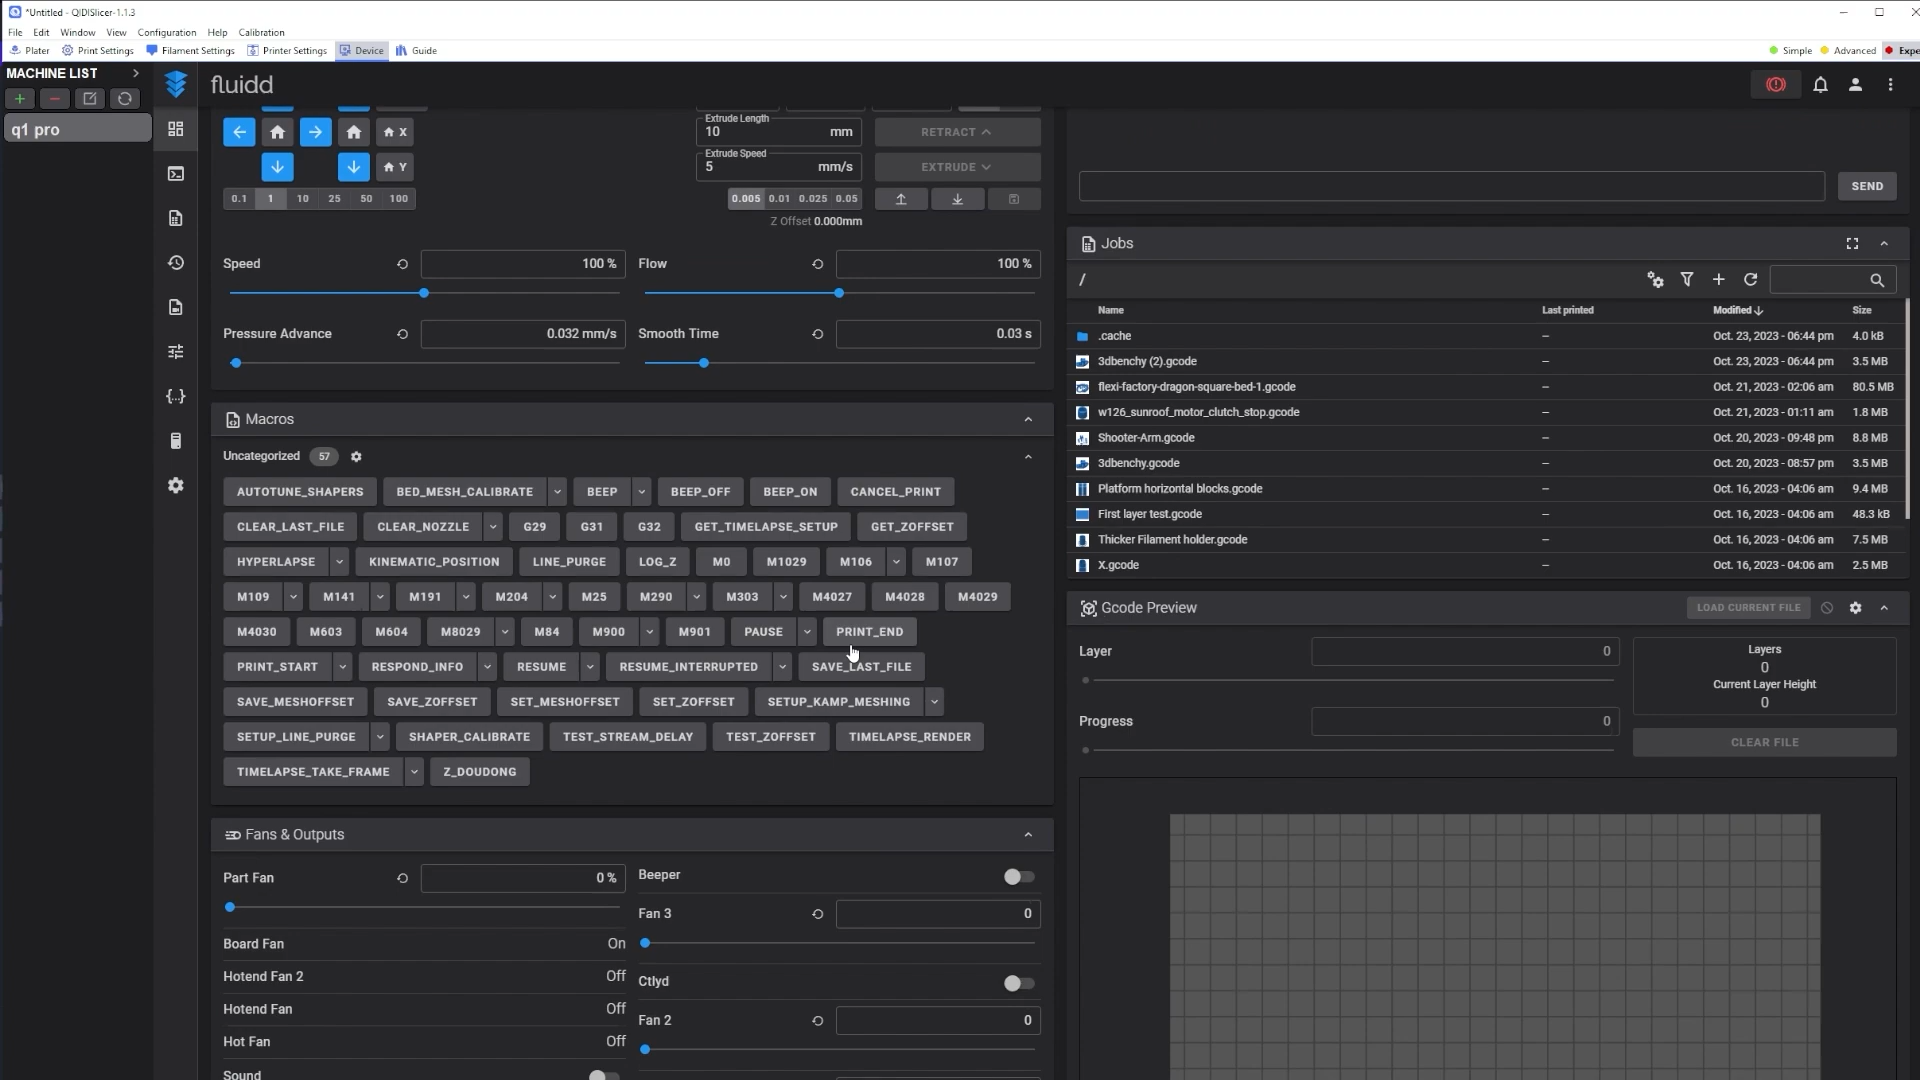 *Untitled - QIDISlicer-1.1.3
File Edit Window View Configuration Help Calibration
Plater Print Settings Filament Settings Printer Settings Device Guide
Simple Advanced Expe
MACHINE LIST
q1 pro
fluidd
X
Y
0.1 1 10 25 50 100
Extrude Length
10 mm
RETRACT
Extrude Speed
5 mm/s
EXTRUDE
0.005 0.01 0.025 0.05
Z Offset 0.000mm
Speed 100 %
Flow 100 %
Pressure Advance 0.032 mm/s
Smooth Time 0.03 s
Macros
Uncategorized 57
AUTOTUNE_SHAPERS BED_MESH_CALIBRATE BEEP BEEP_OFF BEEP_ON CANCEL_PRINT
CLEAR_LAST_FILE CLEAR_NOZZLE G29 G31 G32 GET_TIMELAPSE_SETUP GET_ZOFFSET
HYPERLAPSE KINEMATIC_POSITION LINE_PURGE LOG_Z M0 M1029 M106 M107
M109 M141 M191 M204 M25 M290 M303 M4027 M4028 M4029
M4030 M603 M604 M8029 M84 M900 M901 PAUSE PRINT_END
PRINT_START RESPOND_INFO RESUME RESUME_INTERRUPTED SAVE_LAST_FILE
SAVE_MESHOFFSET SAVE_ZOFFSET SET_MESHOFFSET SET_ZOFFSET SETUP_KAMP_MESHING
SETUP_LINE_PURGE SHAPER_CALIBRATE TEST_STREAM_DELAY TEST_ZOFFSET TIMELAPSE_RENDER
TIMELAPSE_TAKE_FRAME Z_DOUDONG
Fans & Outputs
Part Fan 0 %
Board Fan On
Hotend Fan 2 Off
Hotend Fan Off
Hot Fan Off
Sound
Beeper
Fan 3 0
Ctlyd
Fan 2 0
SEND
Jobs
/
Name Last printed Modified Size
.cache – Oct. 23, 2023 - 06:44 pm 4.0 kB
3dbenchy (2).gcode – Oct. 23, 2023 - 06:44 pm 3.5 MB
flexi-factory-dragon-square-bed-1.gcode – Oct. 21, 2023 - 02:06 am 80.5 MB
w126_sunroof_motor_clutch_stop.gcode – Oct. 21, 2023 - 01:11 am 1.8 MB
Shooter-Arm.gcode – Oct. 20, 2023 - 09:48 pm 8.8 MB
3dbenchy.gcode – Oct. 20, 2023 - 08:57 pm 3.5 MB
Platform horizontal blocks.gcode – Oct. 16, 2023 - 04:06 am 9.4 MB
First layer test.gcode – Oct. 16, 2023 - 04:06 am 48.3 kB
Thicker Filament holder.gcode – Oct. 16, 2023 - 04:06 am 7.5 MB
X.gcode – Oct. 16, 2023 - 04:06 am 2.5 MB
Gcode Preview LOAD CURRENT FILE
Layer 0
Progress 0
Layers
0
Current Layer Height
0
CLEAR FILE